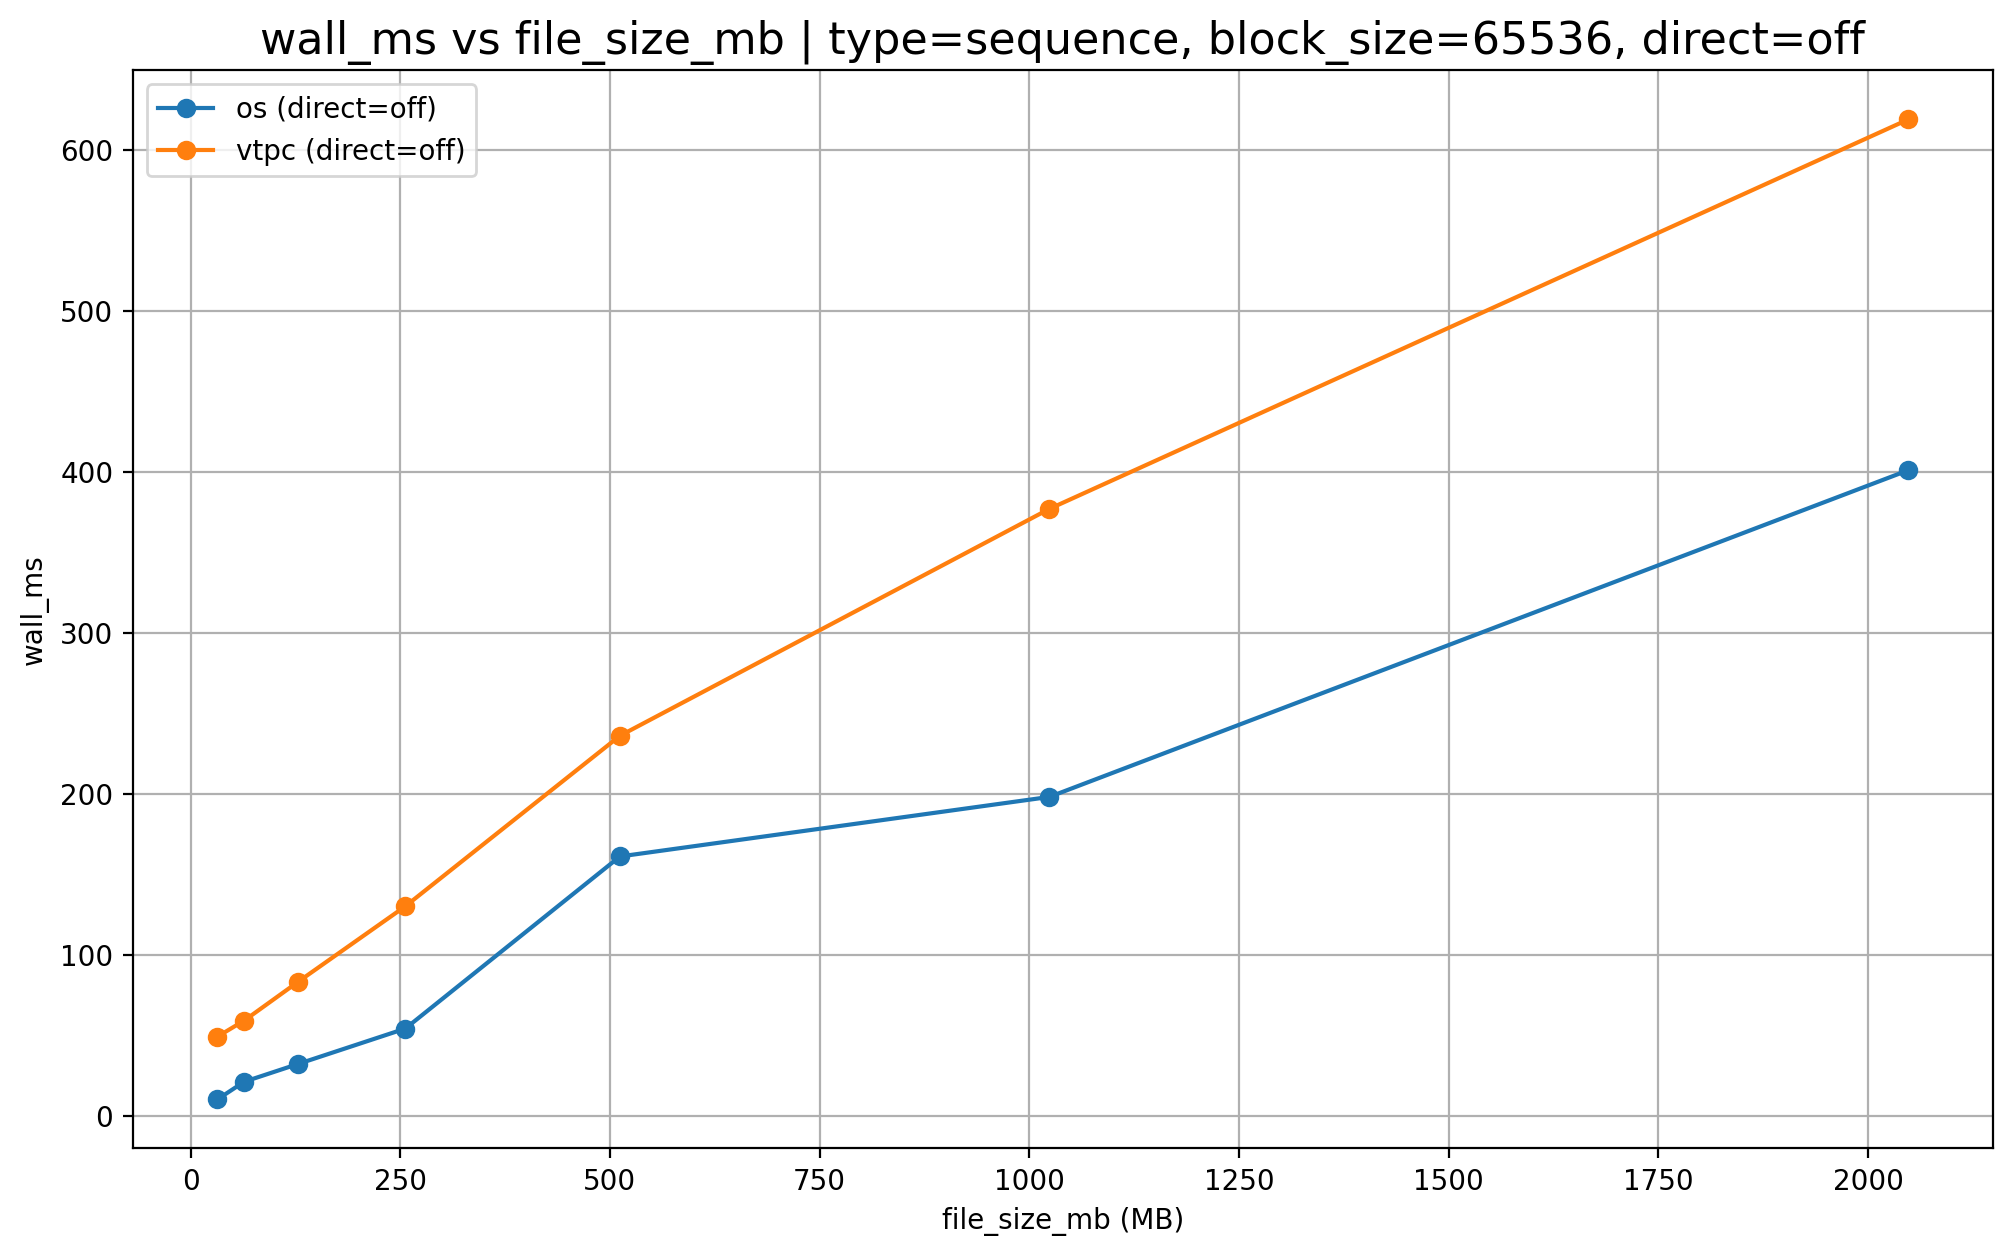 wall_ms vs file_size_mb | type=sequence, block_size=65536, direct=off
os (direct=off)
vtpc (direct=off)
600
500
400
300
200
100
0
wall_ms
0 250 500 750 1000 1250 1500 1750 2000
file_size_mb (MB)